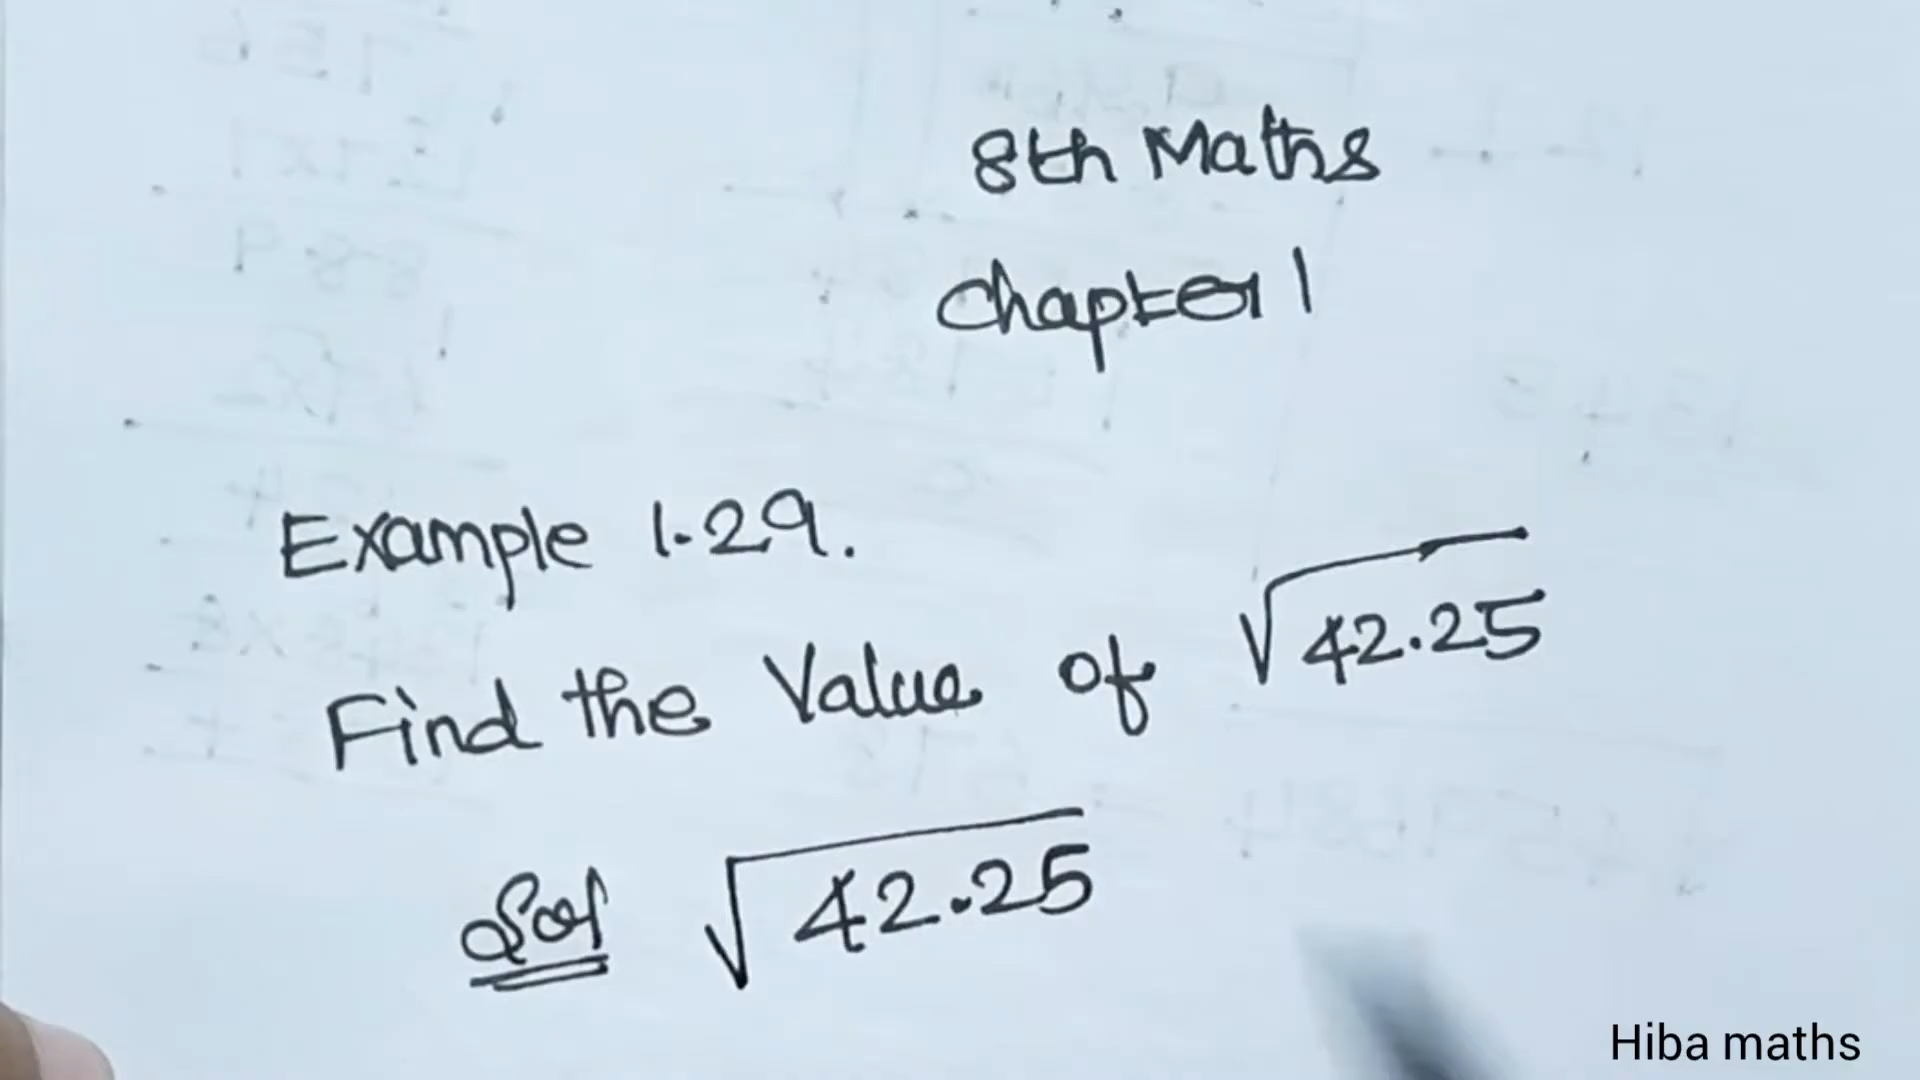 8th Maths
Chapter 1
Example 1.29.
Find the Value of √42.25
Sol √42.25
Hiba maths